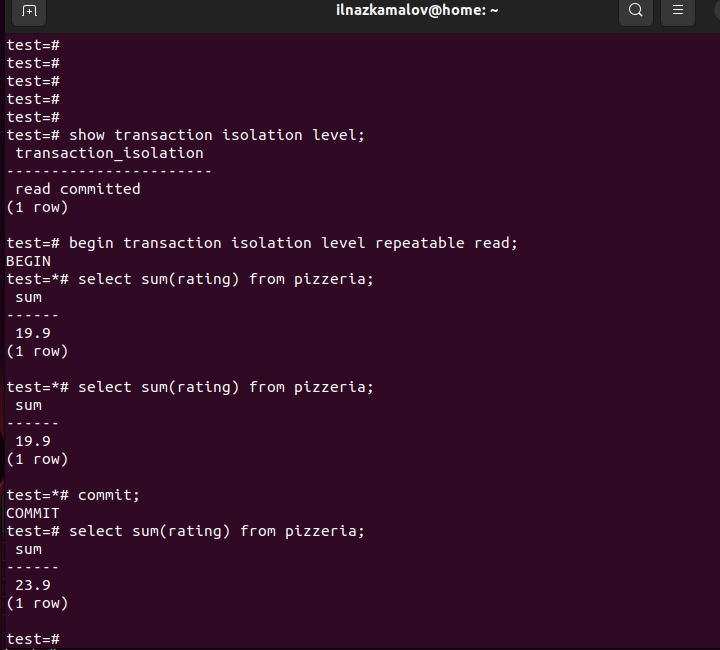 ilnazkamalov@home: ~
test=#
test=#
test=#
test=#
test=#
test=# show transaction isolation level;
transaction_isolation
-----------------------
read committed
(1 row)
test=# begin transaction isolation level repeatable read;
BEGIN
test=*# select sum(rating) from pizzeria;
sum
------
19.9
(1 row)
test=*# select sum(rating) from pizzeria;
sum
------
19.9
(1 row)
test=*# commit;
COMMIT
test=# select sum(rating) from pizzeria;
sum
------
23.9
(1 row)
test=#